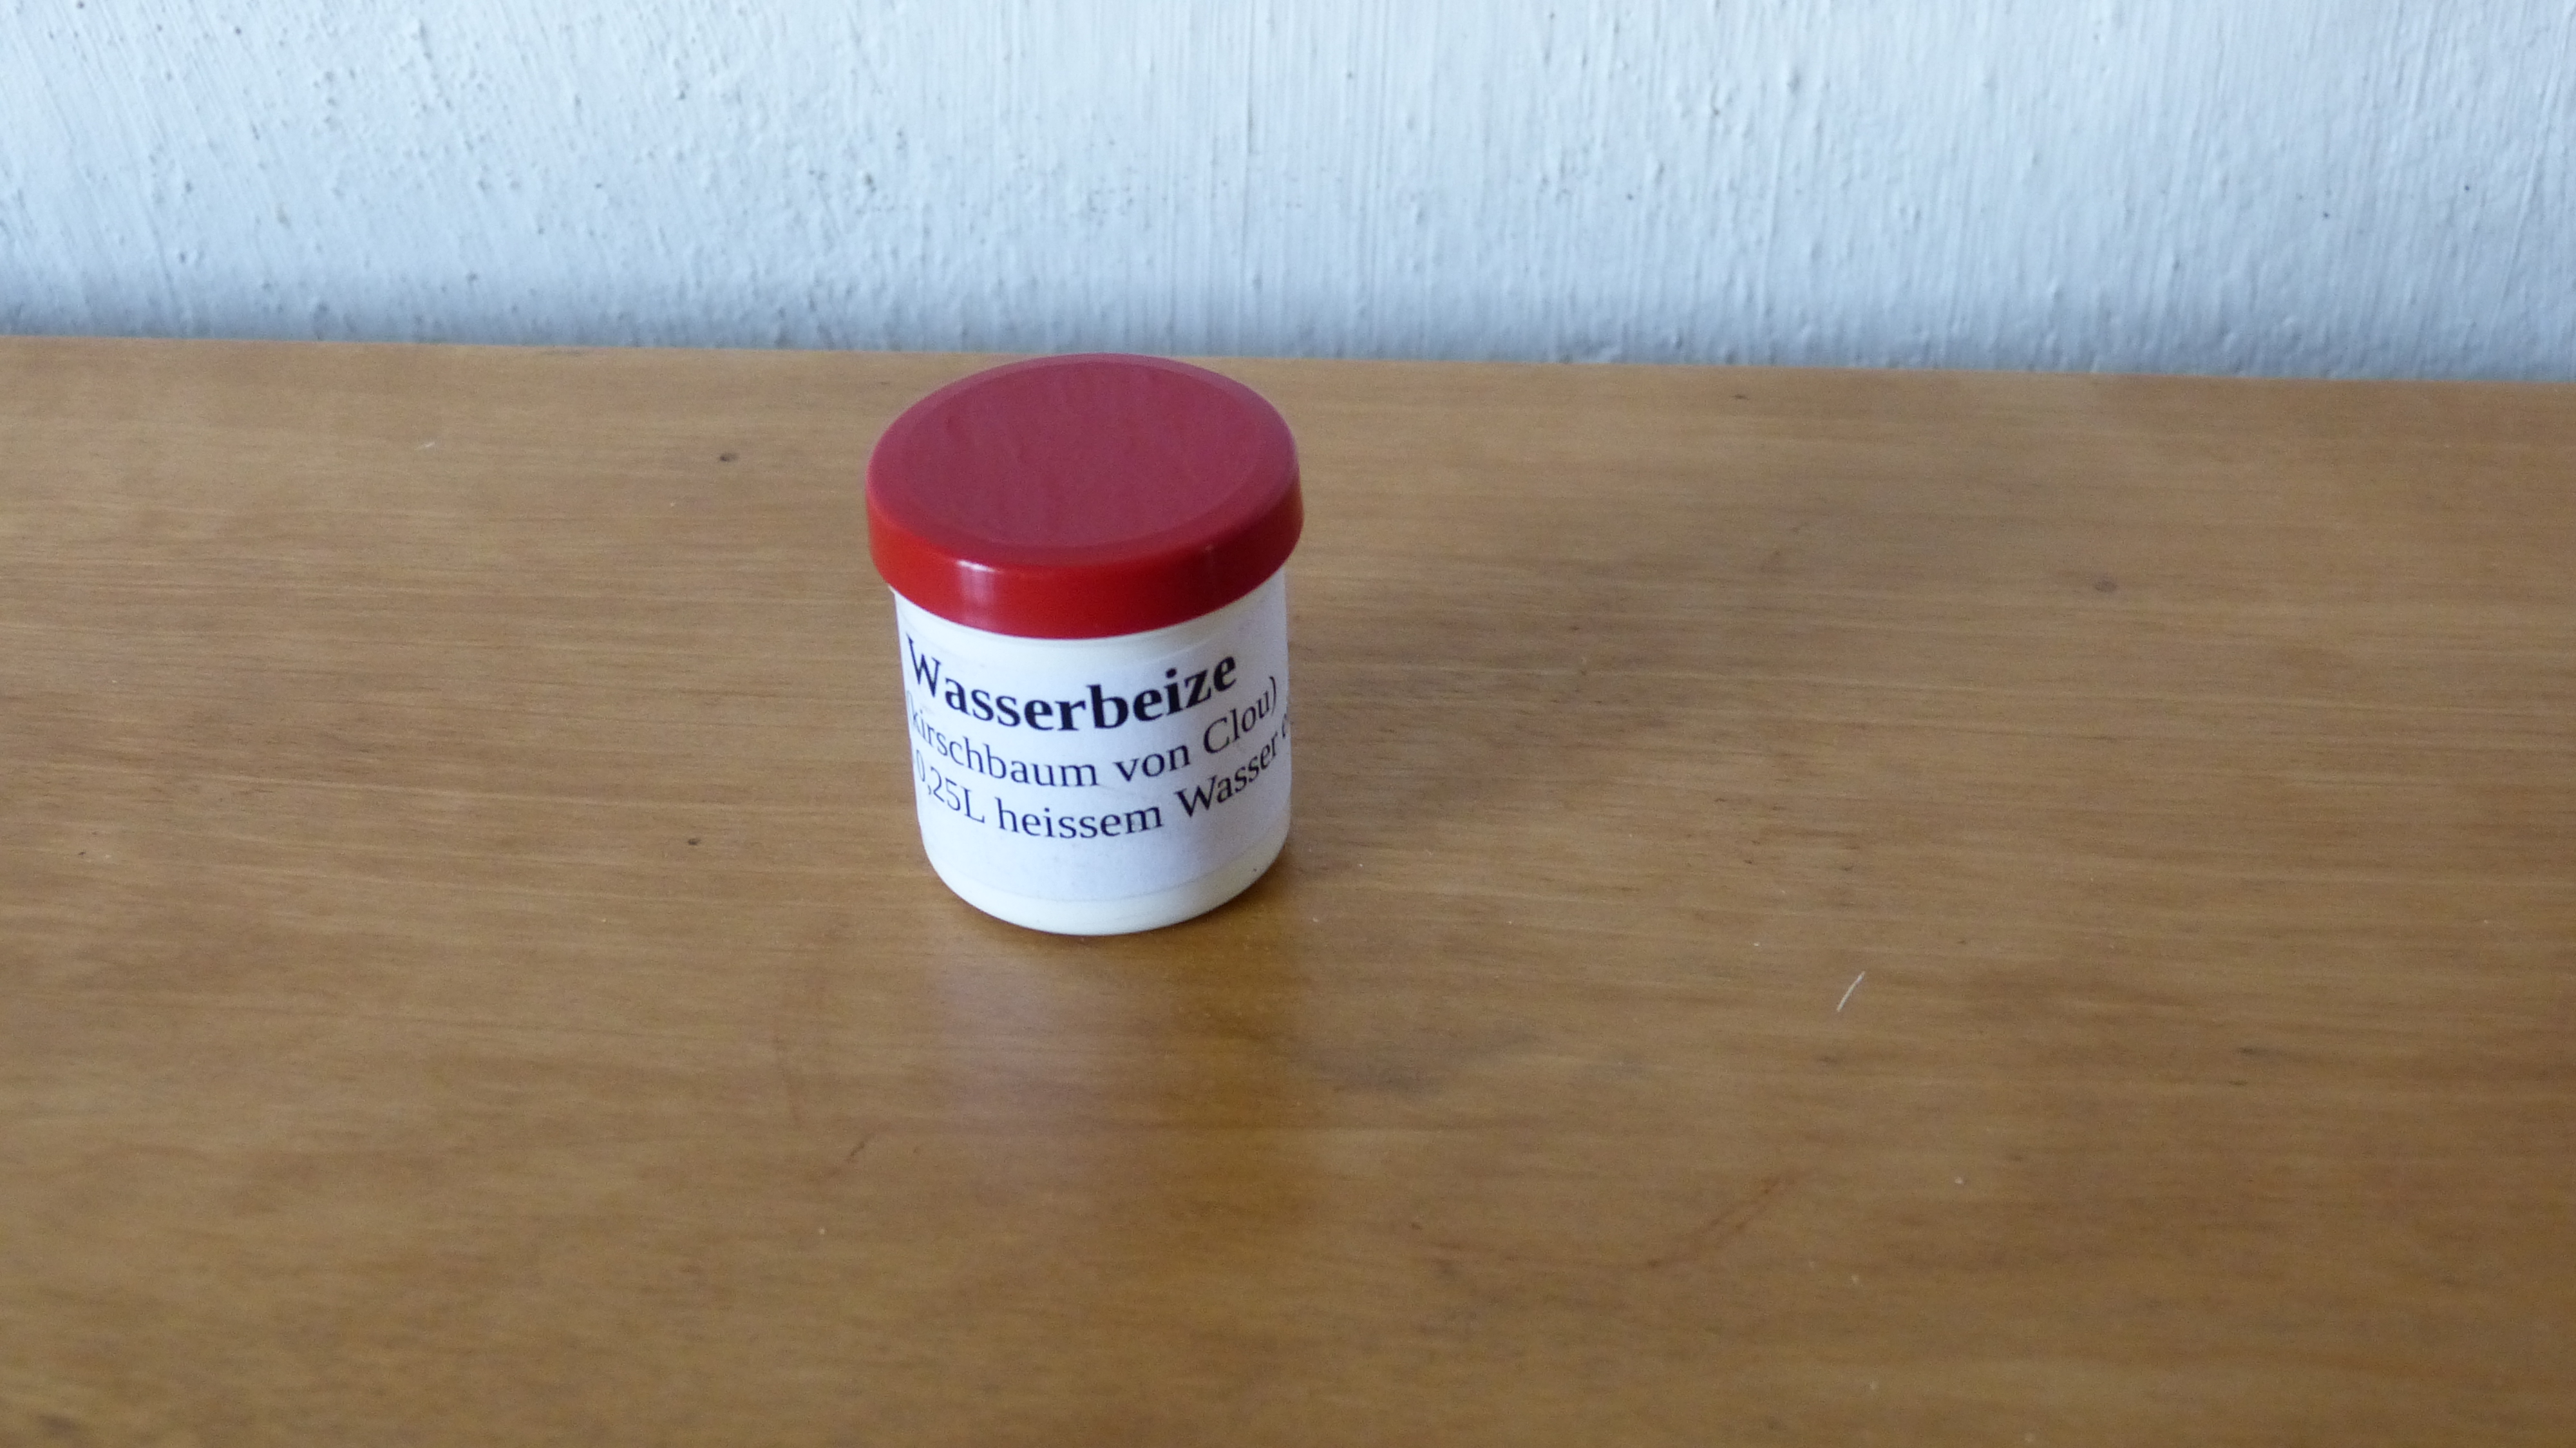 Wasserbeize
(kirschbaum von Clou)
0,25L heissem Wasser